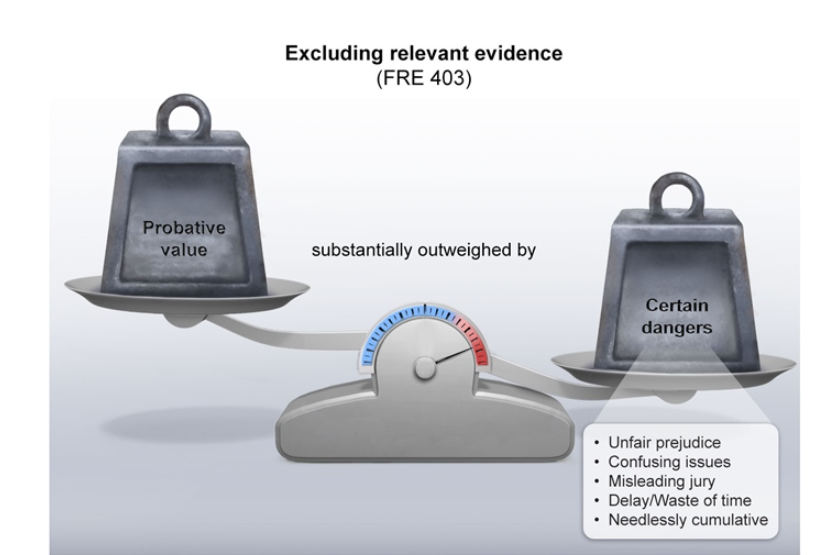 Excluding relevant evidence
(FRE 403)
Probative
value
substantially outweighed by
Certain
dangers
• Unfair prejudice
• Confusing issues
• Misleading jury
• Delay/Waste of time
• Needlessly cumulative